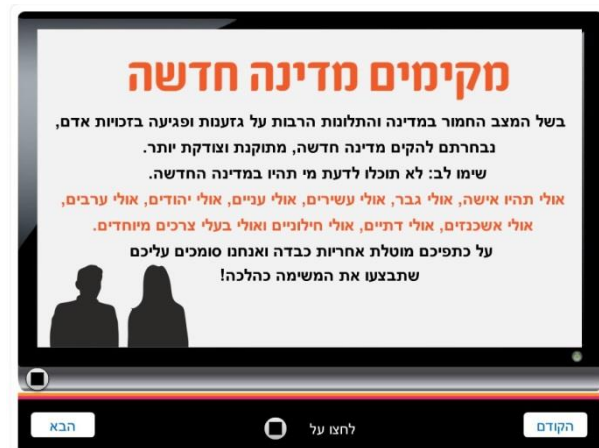 מקימים מדינה חדשה
בשל המצב החמור במדינה והתלונות הרבות על גזענות ופגיעה בזכויות אדם,
נבחרתם להקים מדינה חדשה, מתוקנת וצודקת יותר.
שימו לב: לא תוכלו לדעת מי תהיו במדינה החדשה.
אולי תהיו אישה, אולי גבר, אולי עשירים, אולי עניים, אולי יהודים, אולי ערבים,
אולי אשכנזים, אולי דתיים, אולי חילוניים ואולי בעלי צרכים מיוחדים.
על כתפיכם מוטלת אחריות כבדה ואנחנו סומכים עליכם
שתבצעו את המשימה כהלכה!
הקודם
לחצו על
הבא